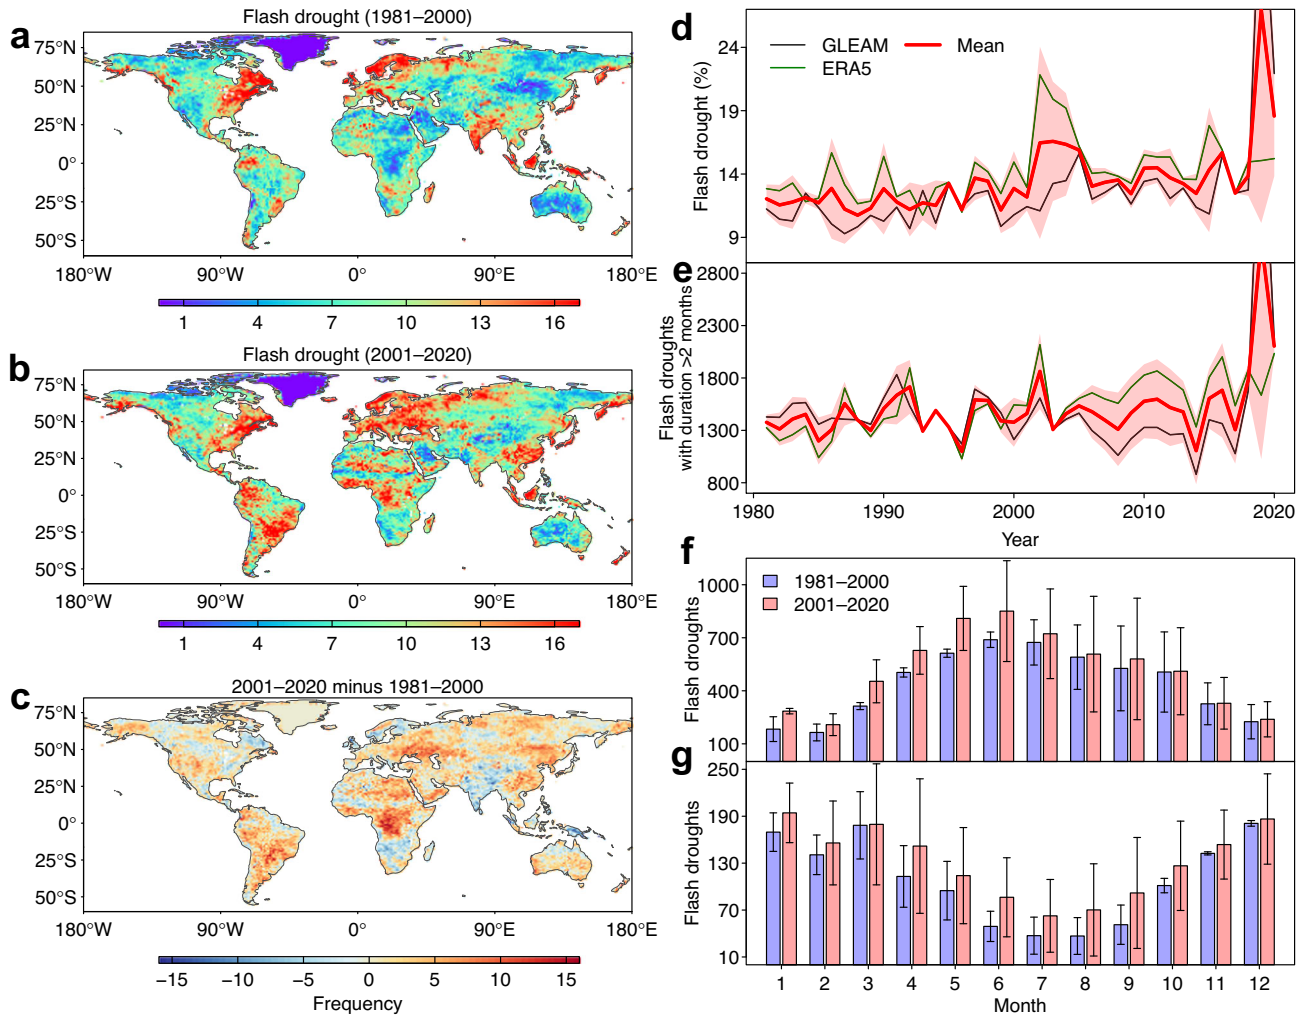 a
Flash drought (1981–2000)
75°N
50°N
25°N
0°
25°S
50°S
180°W 90°W 0° 90°E 180°E
1 4 7 10 13 16
b
Flash drought (2001–2020)
75°N
50°N
25°N
0°
25°S
50°S
180°W 90°W 0° 90°E 180°E
1 4 7 10 13 16
c
2001–2020 minus 1981–2000
75°N
50°N
25°N
0°
25°S
50°S
180°W 90°W 0° 90°E 180°E
−15 −10 −5 0 5 10 15
Frequency
d
GLEAM Mean
ERA5
Flash drought (%)
24
19
14
9
e
Flash droughts
with duration >2 months
2800
2300
1800
1300
800
1980 1990 2000 2010 2020
Year
f
1981–2000
2001–2020
Flash droughts
1000
700
400
100
g
Flash droughts
250
190
130
70
10
1 2 3 4 5 6 7 8 9 10 11 12
Month